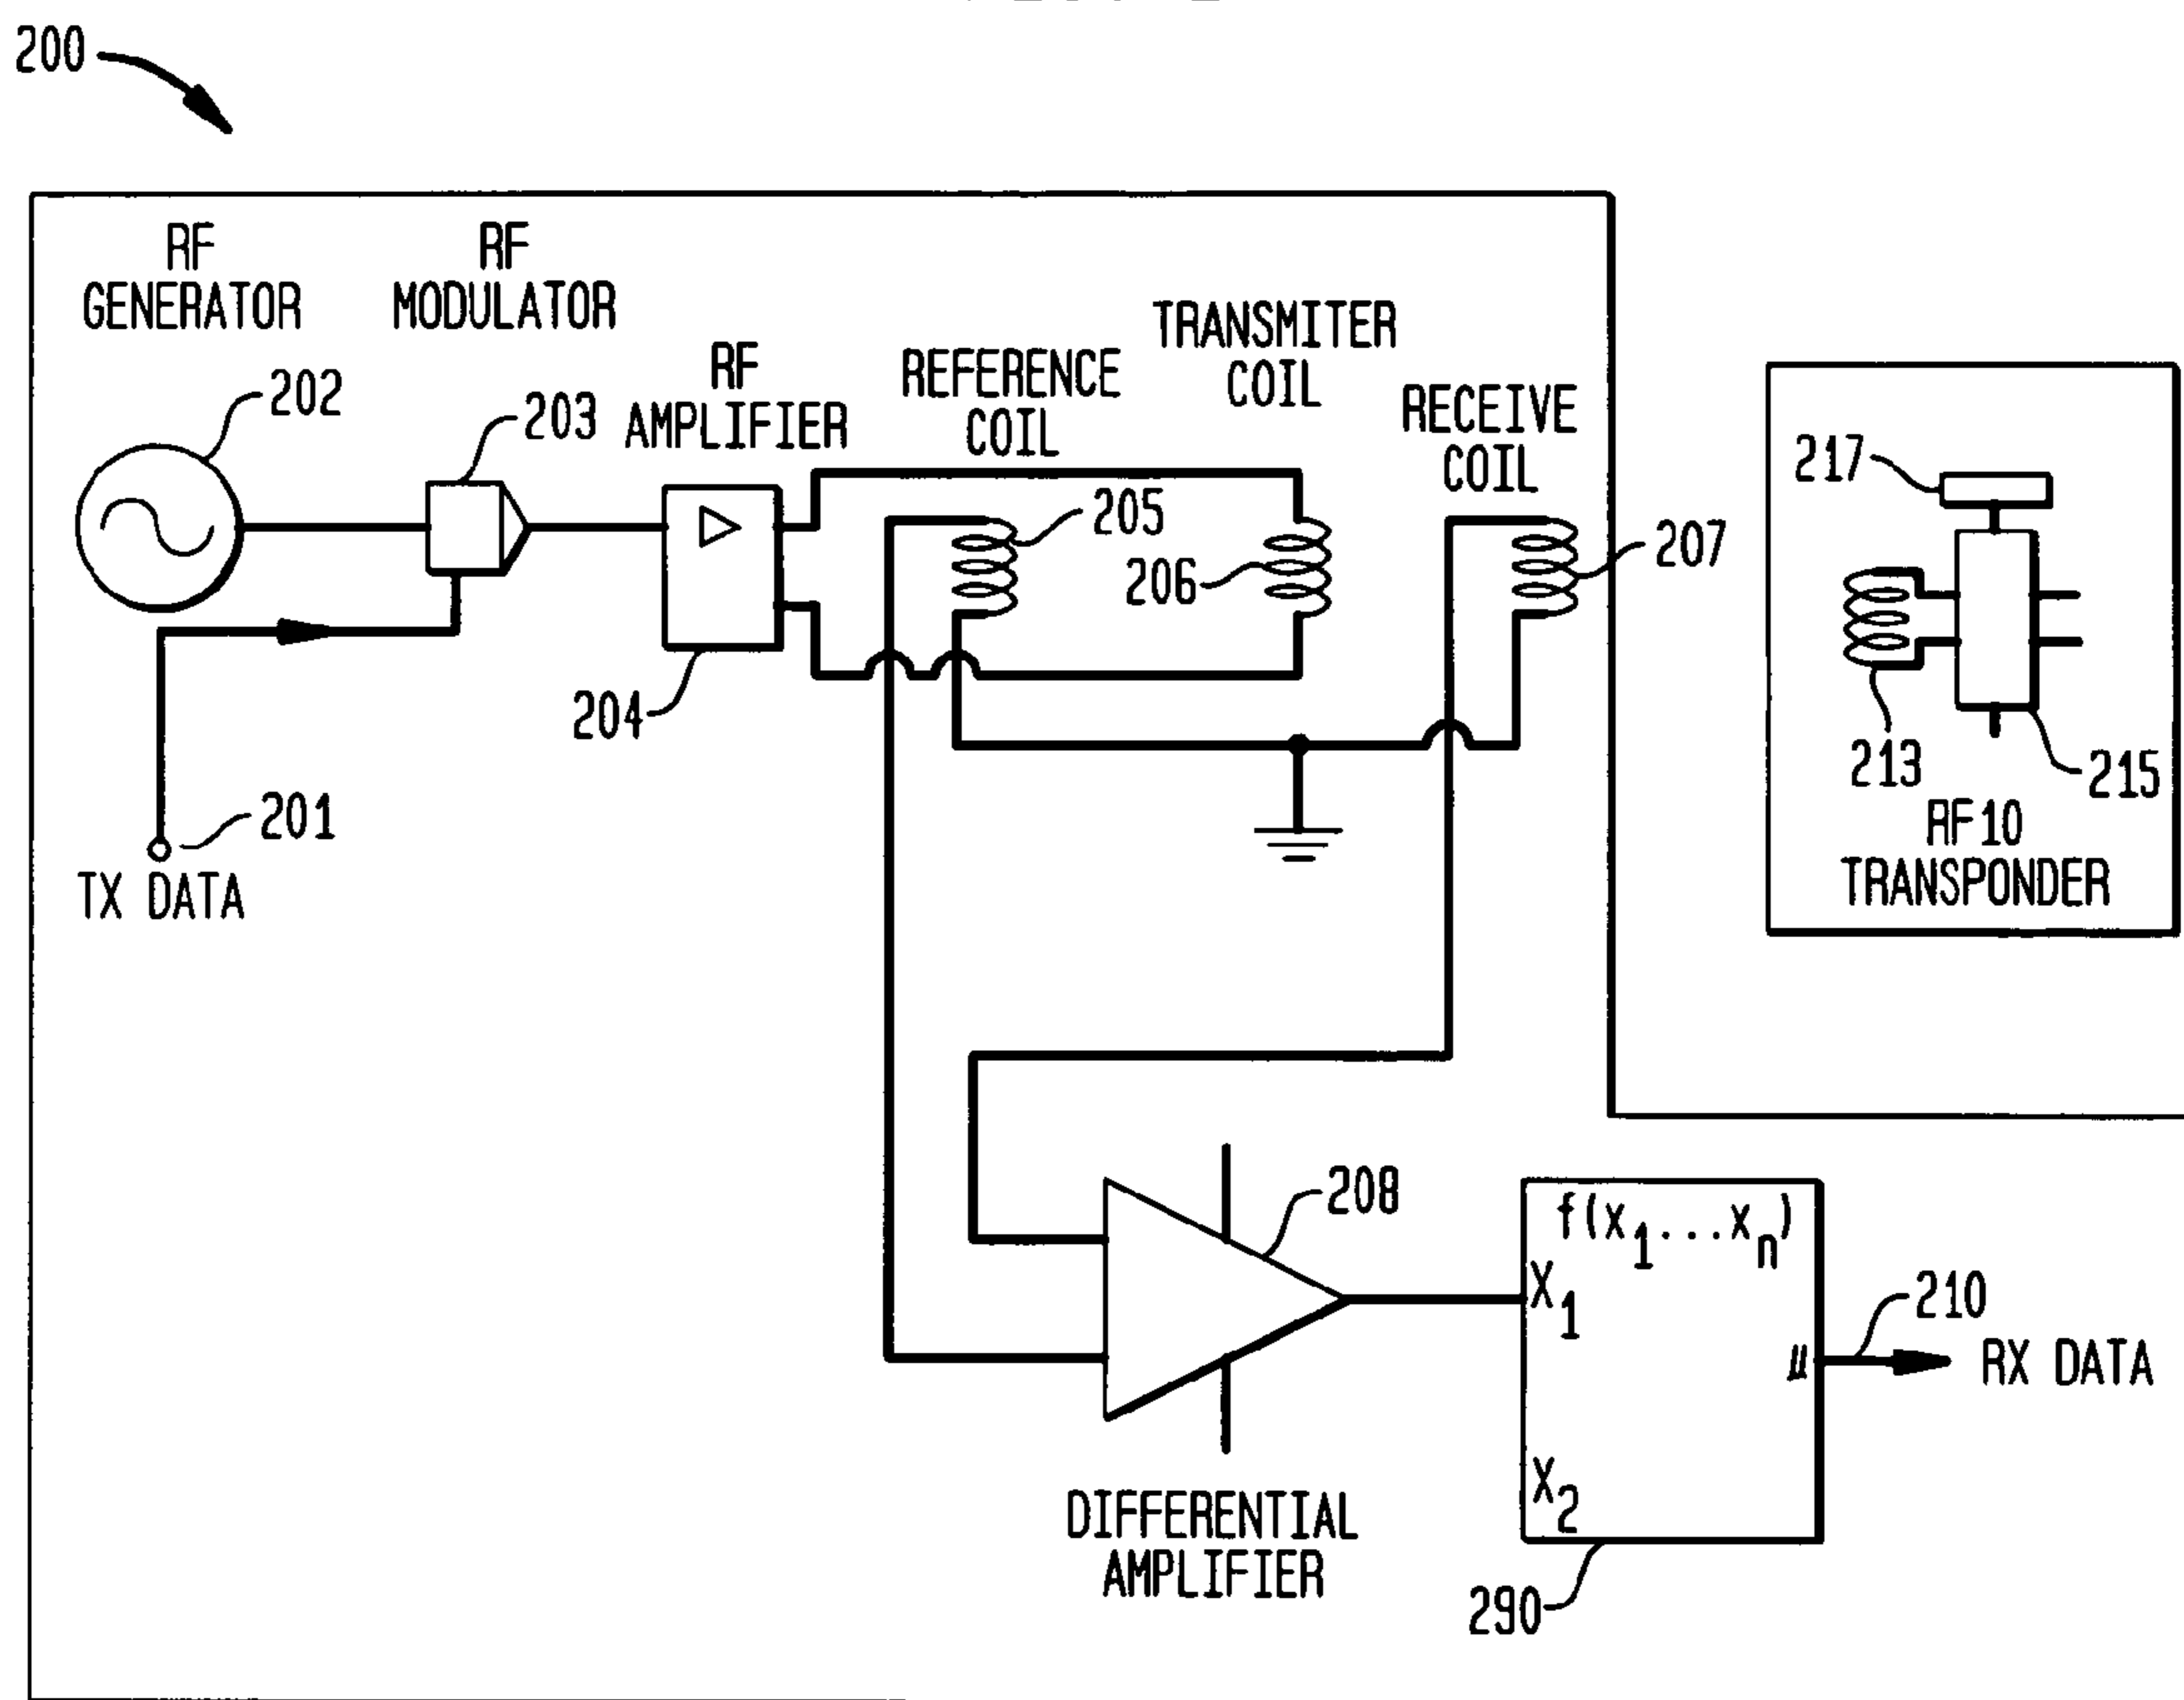 200
RF
GENERATOR
RF
MODULATOR
RF
AMPLIFIER
REFERENCE
COIL
TRANSMITER
COIL
RECEIVE
COIL
202
203
205
206
207
217
204
213
215
RF10
TRANSPONDER
201
TX DATA
208
f(x1...xn)
X1
μ
210
RX DATA
X2
DIFFERENTIAL
AMPLIFIER
290